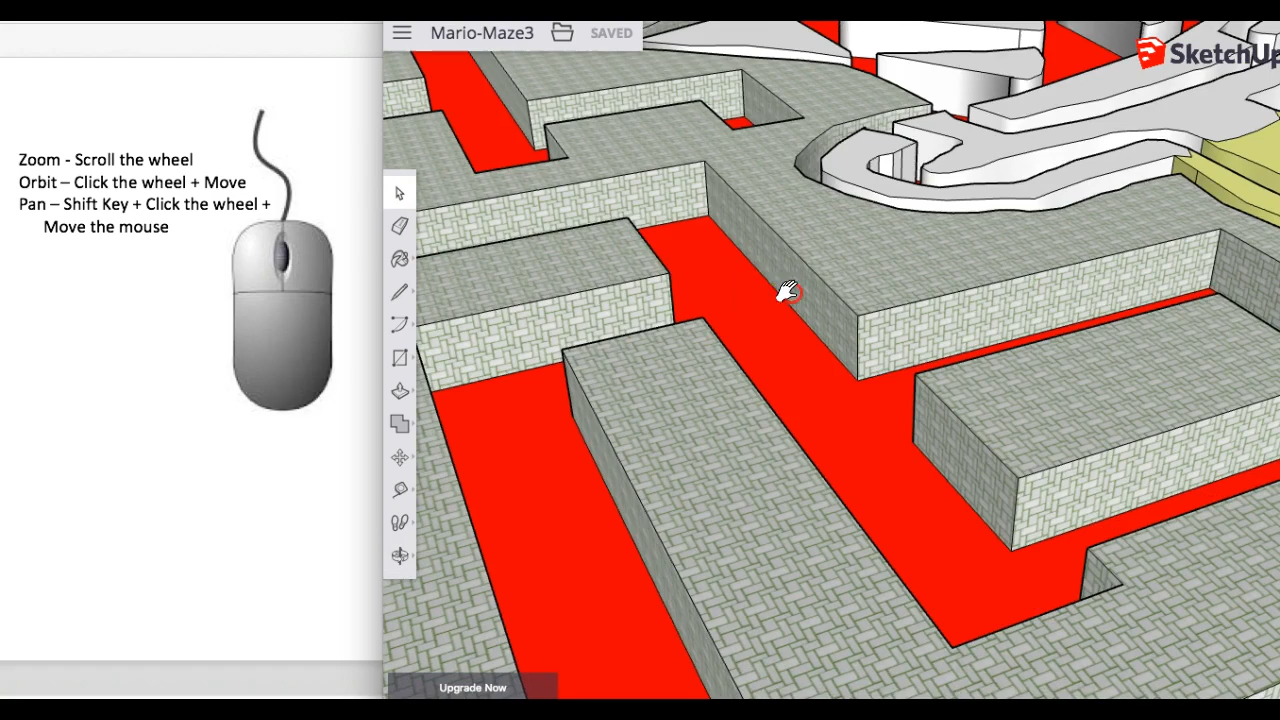 Mario-Maze3 SAVED
SketchUp
Zoom - Scroll the wheel
Orbit – Click the wheel + Move
Pan – Shift Key + Click the wheel +
Move the mouse
Upgrade Now